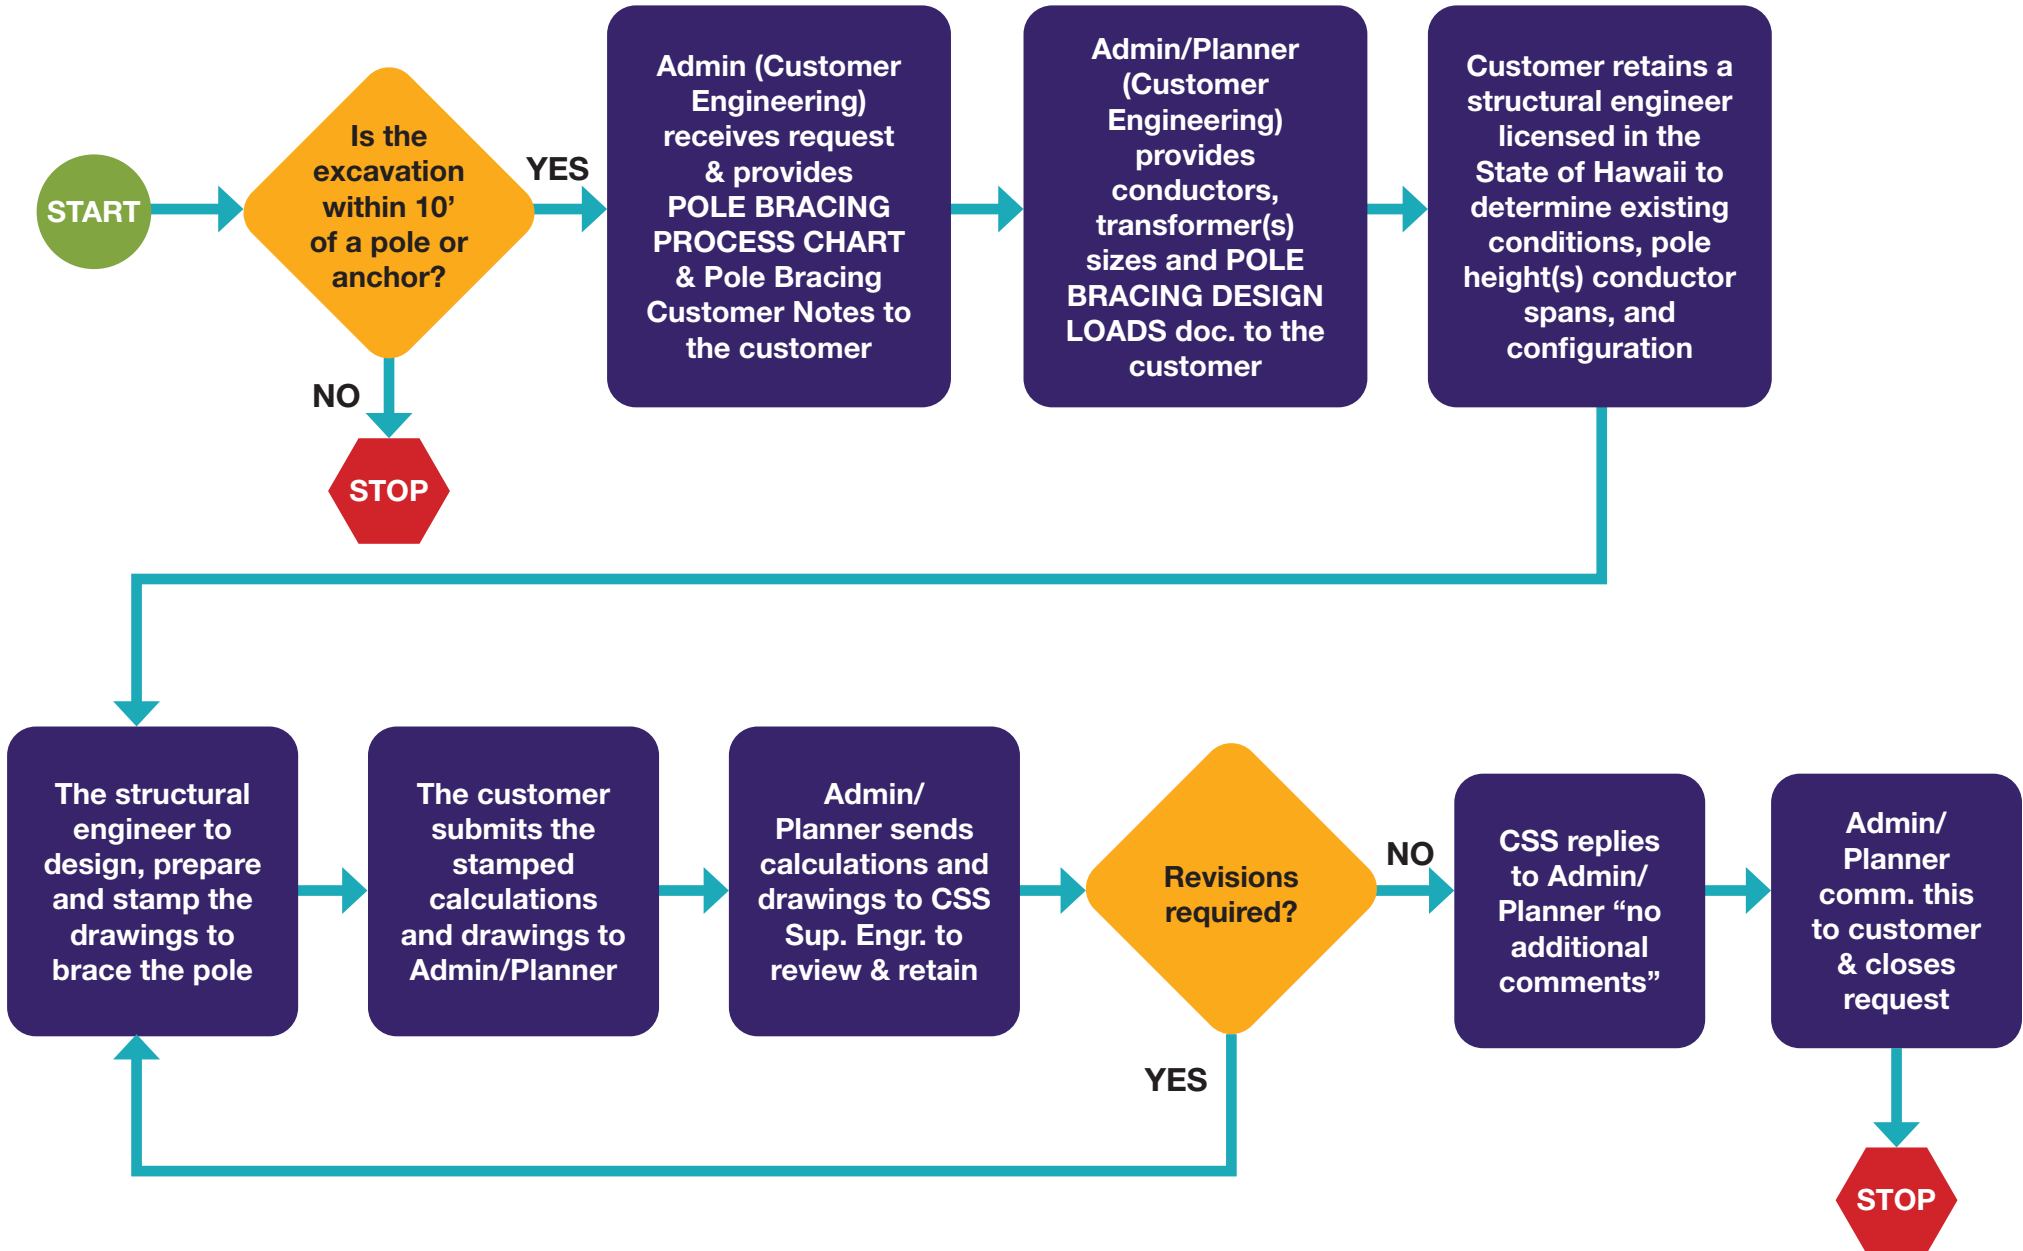 START
Is the
excavation
within 10’
of a pole or
anchor?
YES
NO
STOP
Admin (Customer
Engineering)
receives request
& provides
POLE BRACING
PROCESS CHART
& Pole Bracing
Customer Notes to
the customer
Admin/Planner
(Customer
Engineering)
provides
conductors,
transformer(s)
sizes and POLE
BRACING DESIGN
LOADS doc. to the
customer
Customer retains a
structural engineer
licensed in the
State of Hawaii to
determine existing
conditions, pole
height(s) conductor
spans, and
configuration
The structural
engineer to
design, prepare
and stamp the
drawings to
brace the pole
The customer
submits the
stamped
calculations
and drawings to
Admin/Planner
Admin/
Planner sends
calculations and
drawings to CSS
Sup. Engr. to
review & retain
Revisions
required?
NO
YES
CSS replies
to Admin/
Planner “no
additional
comments”
Admin/
Planner
comm. this
to customer
& closes
request
STOP